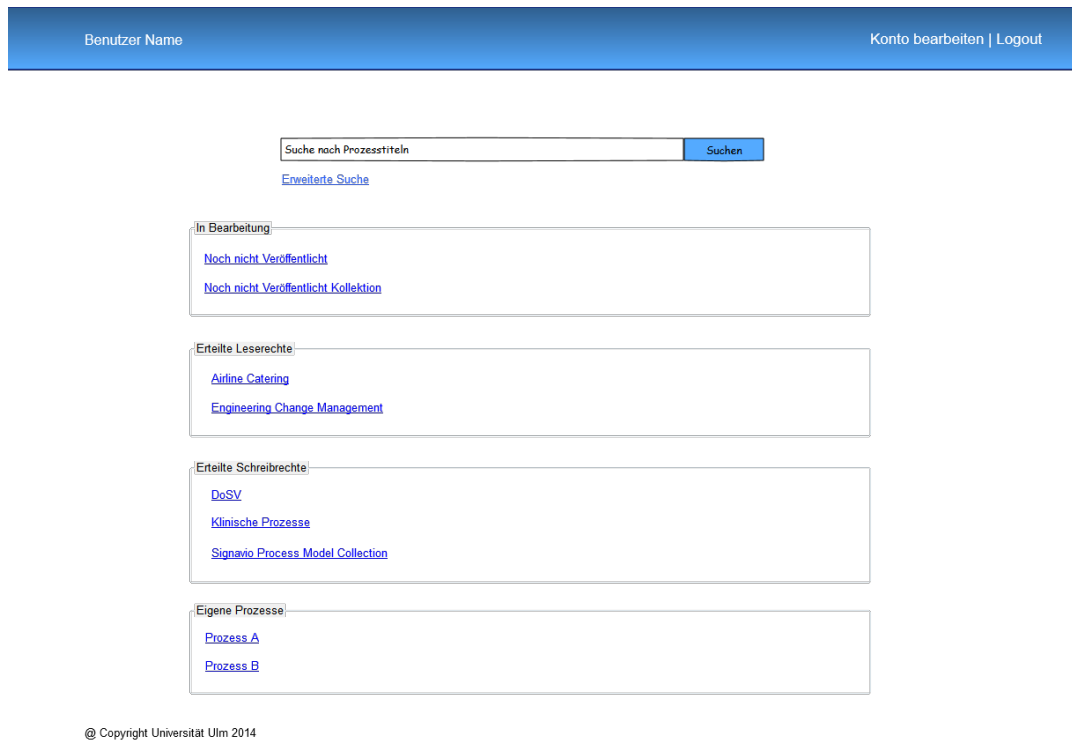 Benutzer Name
Konto bearbeiten | Logout
Suche nach Prozesstiteln
Suchen
Erweiterte Suche
In Bearbeitung
Noch nicht Veröffentlicht
Noch nicht Veröffentlicht Kollektion
Erteilte Leserechte
Airline Catering
Engineering Change Management
Erteilte Schreibrechte
DoSV
Klinische Prozesse
Signavio Process Model Collection
Eigene Prozesse
Prozess A
Prozess B
@ Copyright Universität Ulm 2014